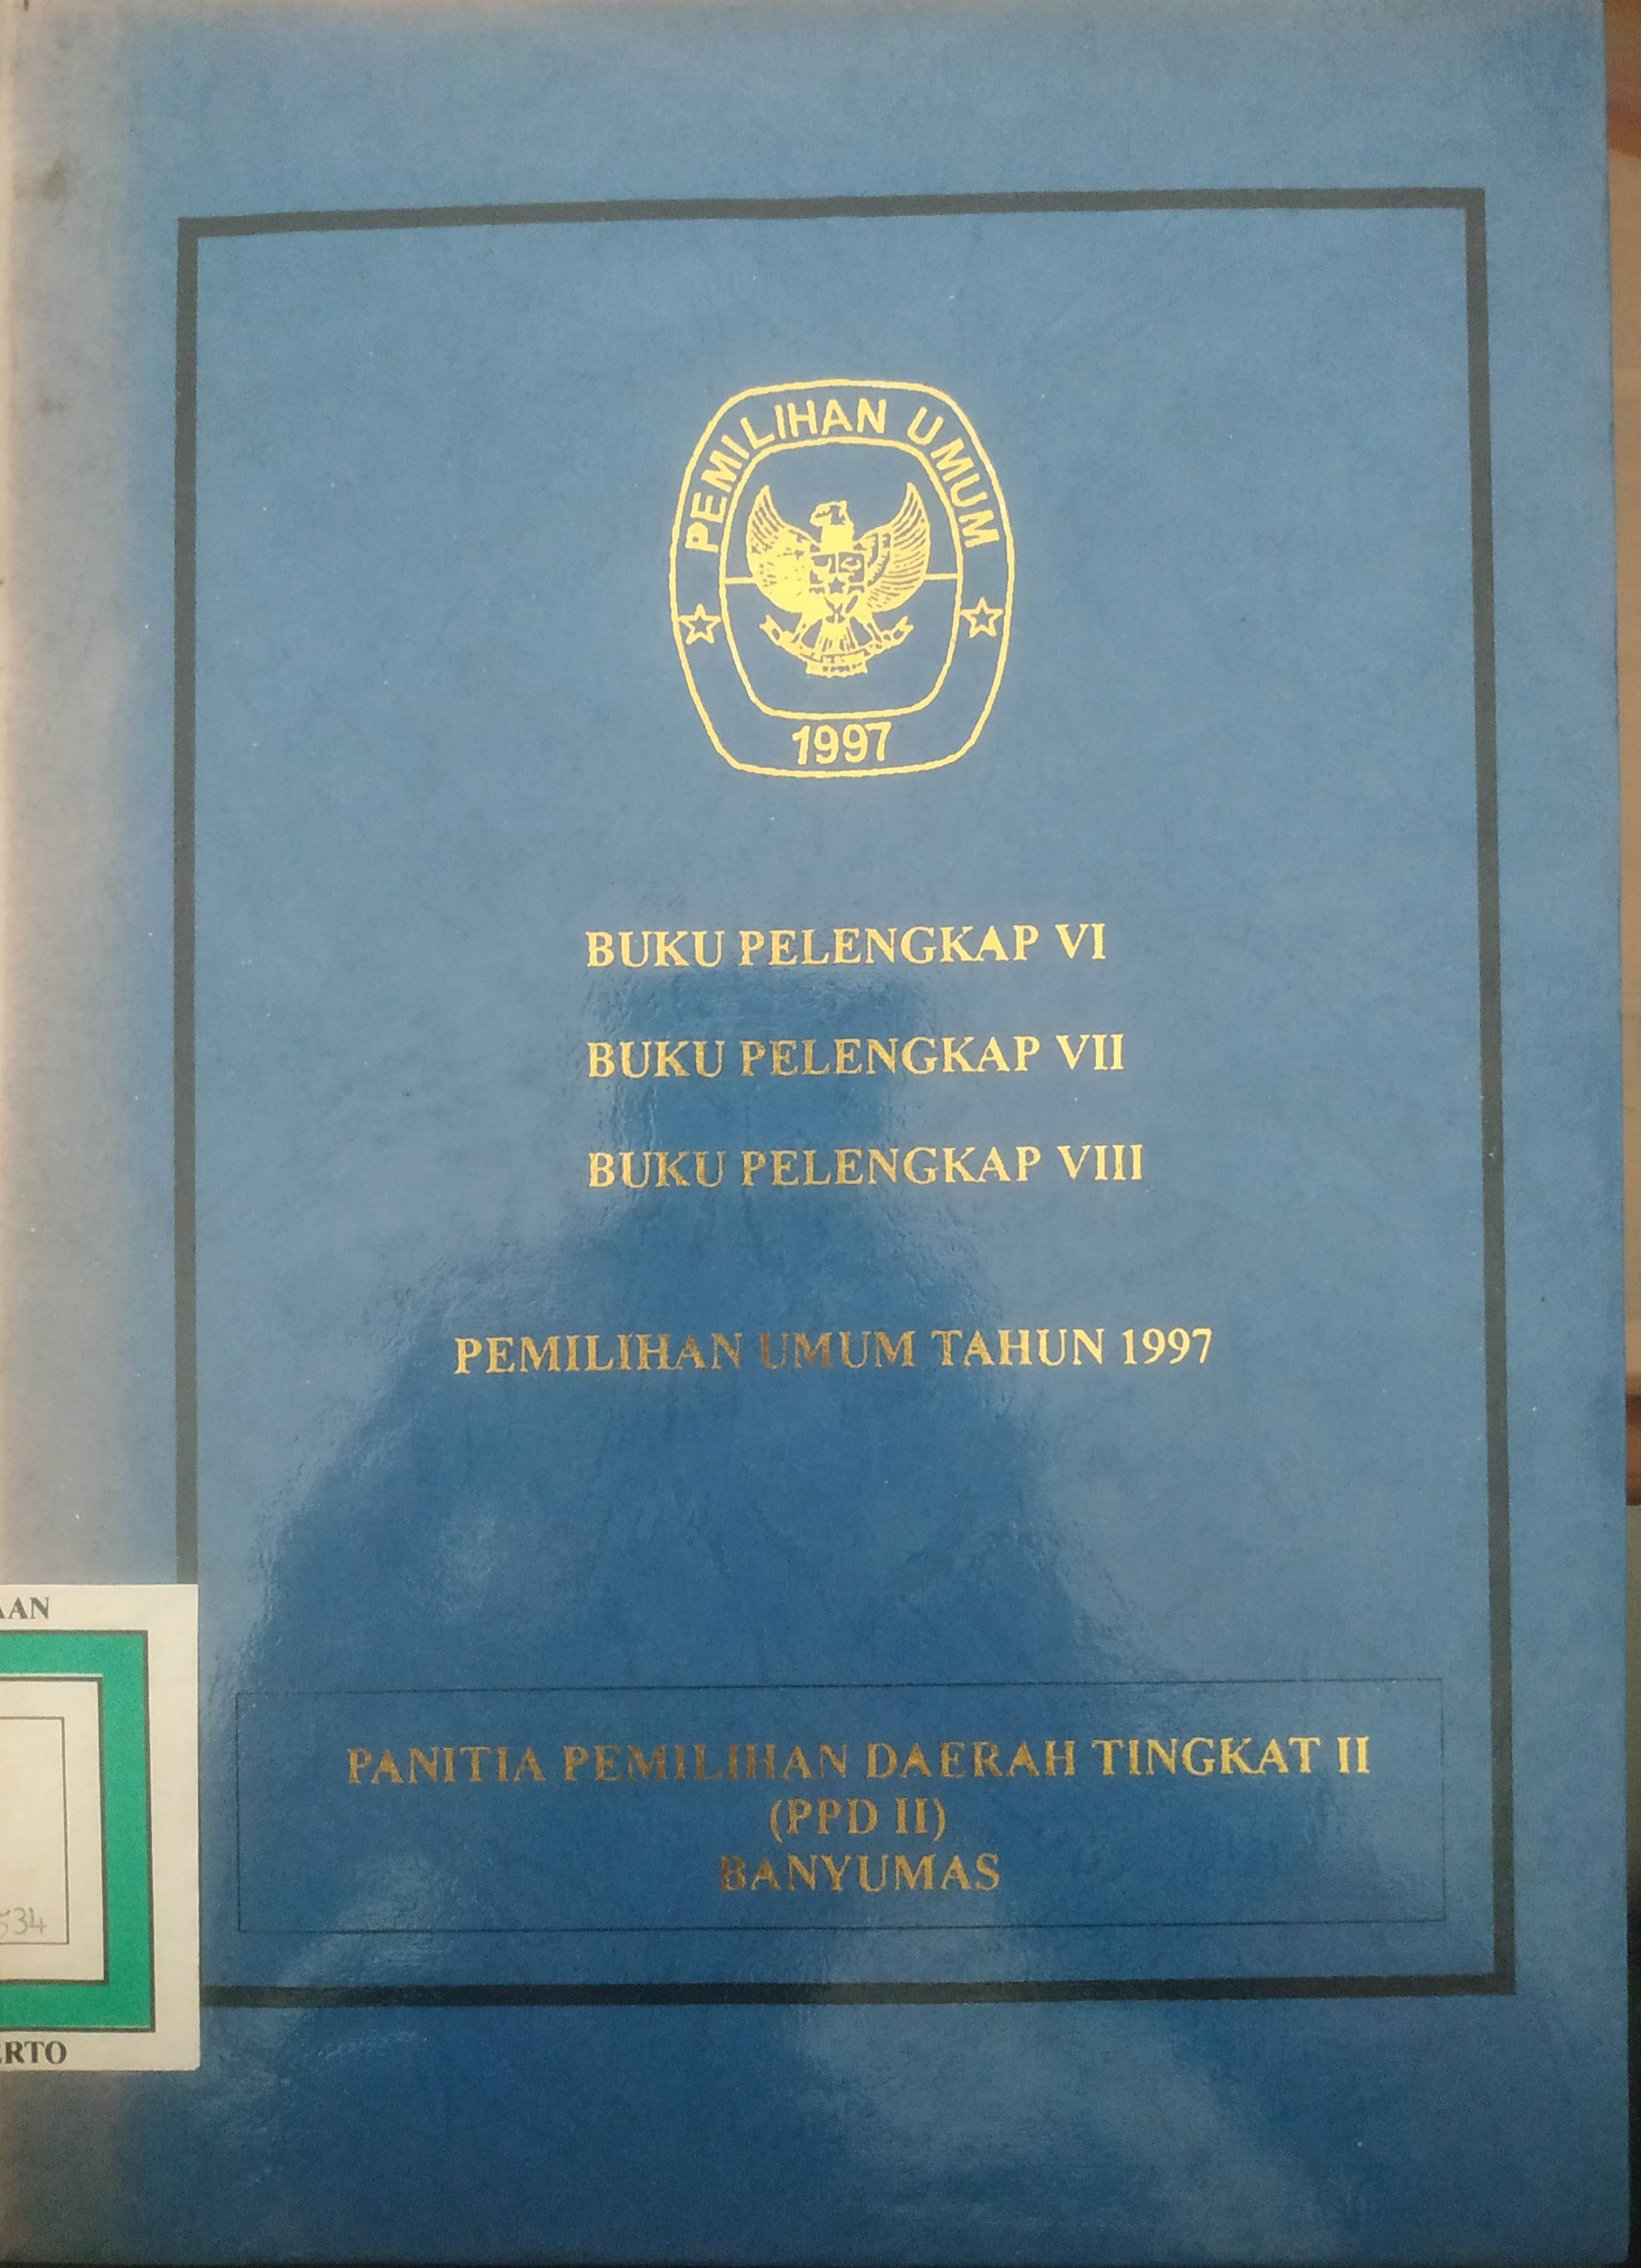 PEMILIHAN UMUM
1997
BUKU PELENGKAP VI
BUKU PELENGKAP VII
BUKU PELENGKAP VIII
PEMILIHAN UMUM TAHUN 1997
PANITIA PEMILIHAN DAERAH TINGKAT II
(PPD II)
BANYUMAS
AAN
534
ERTO